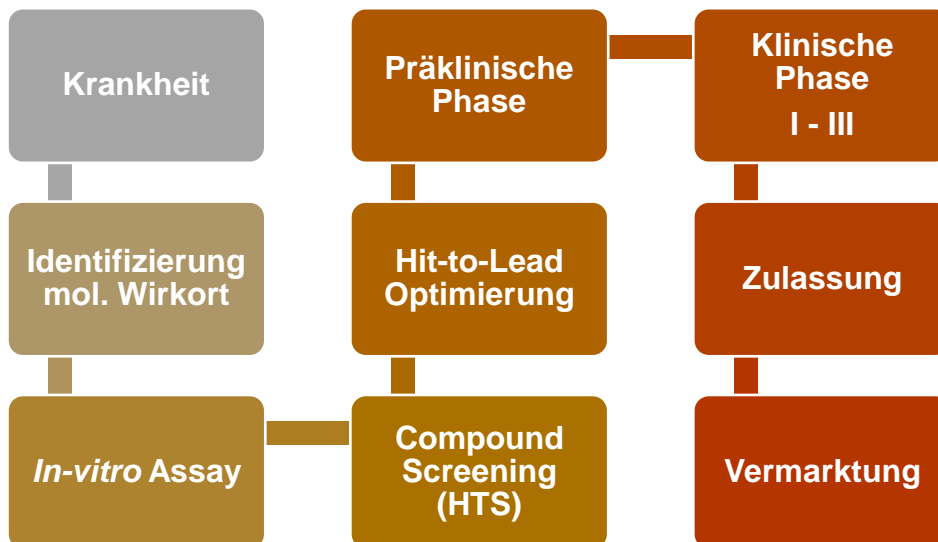 Krankheit
Identifizierung
mol. Wirkort
In-vitro Assay
Compound
Screening
(HTS)
Hit-to-Lead
Optimierung
Präklinische
Phase
Klinische
Phase
I - III
Zulassung
Vermarktung